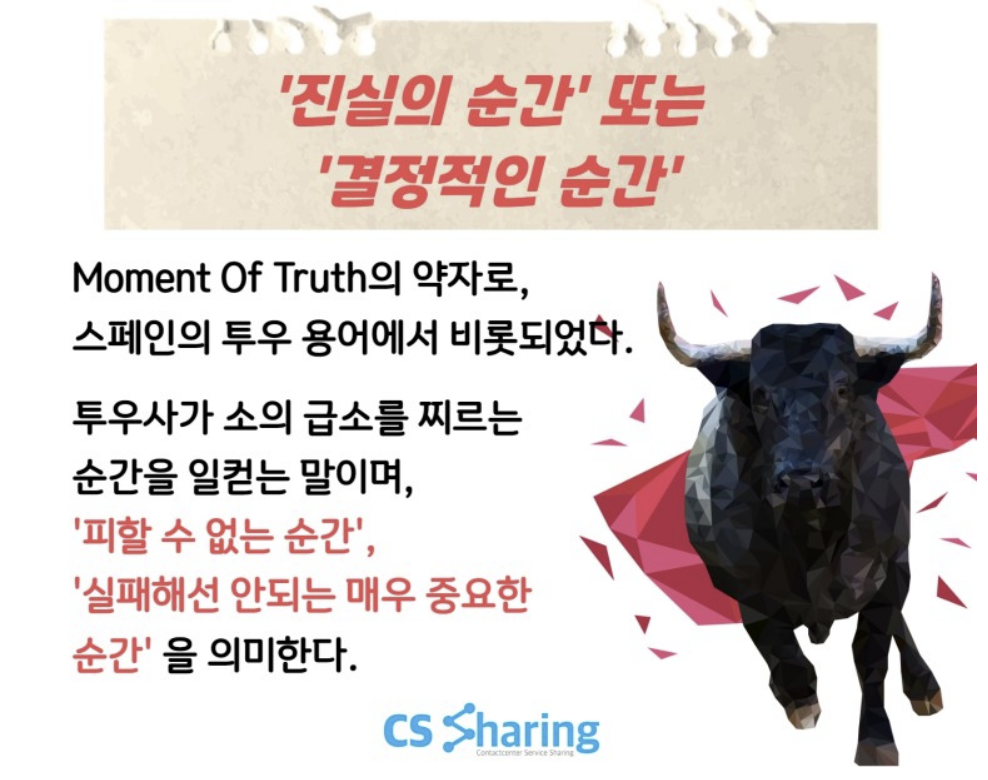 '진실의 순간' 또는
'결정적인 순간'
Moment Of Truth의 약자로,
스페인의 투우 용어에서 비롯되었다.
투우사가 소의 급소를 찌르는
순간을 일컫는 말이며,
'피할 수 없는 순간',
'실패해선 안되는 매우 중요한
순간' 을 의미한다.
CS Sharing
Contactcenter Service Sharing